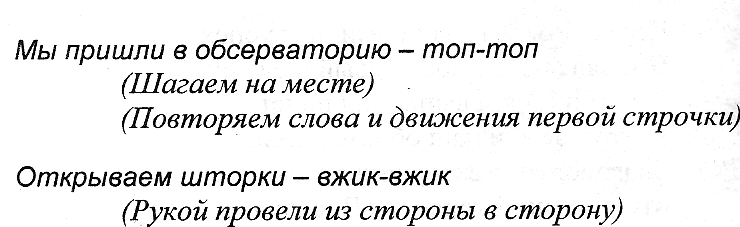 Мы пришли в обсерваторию – топ-топ
(Шагаем на месте)
(Повторяем слова и движения первой строчки)
Открываем шторки – вжик-вжик
(Рукой провели из стороны в сторону)